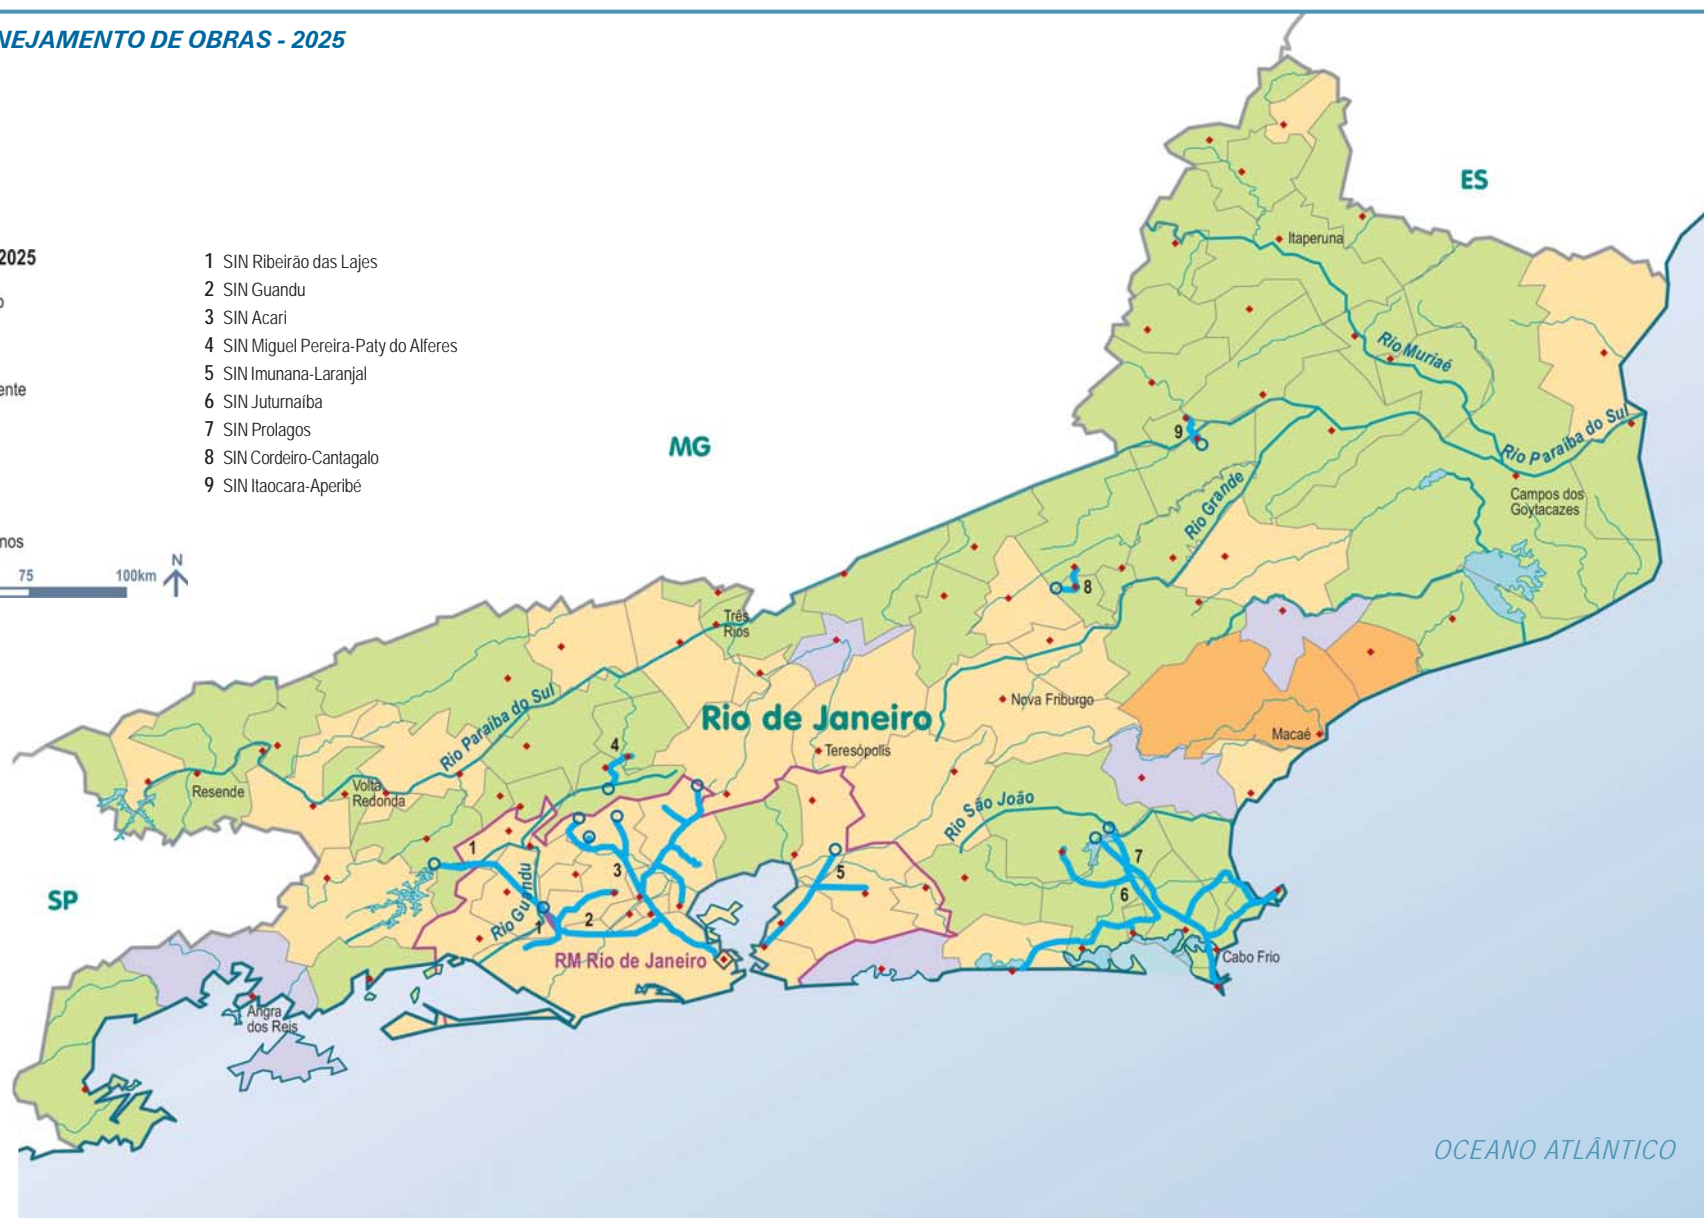 NEJAMENTO DE OBRAS - 2025
2025
ente
nos
75 100km
N
1 SIN Ribeirão das Lajes
2 SIN Guandu
3 SIN Acari
4 SIN Miguel Pereira-Paty do Alferes
5 SIN Imunana-Laranjal
6 SIN Juturnaíba
7 SIN Prolagos
8 SIN Cordeiro-Cantagalo
9 SIN Itaocara-Aperibé
ES
MG
SP
Itaperuna
Rio Muriaé
Rio Paraíba do Sul
9
Rio Grande
Campos dos
Goytacazes
8
Três
Rios
Rio de Janeiro
Nova Friburgo
Macaé
Teresópolis
Rio Paraíba do Sul
4
Resende
Volta
Redonda
Rio São João
1
3
5
7
6
Rio Guandu
1
2
RM Rio de Janeiro
Cabo Frio
Angra
dos Reis
OCEANO ATLÂNTICO